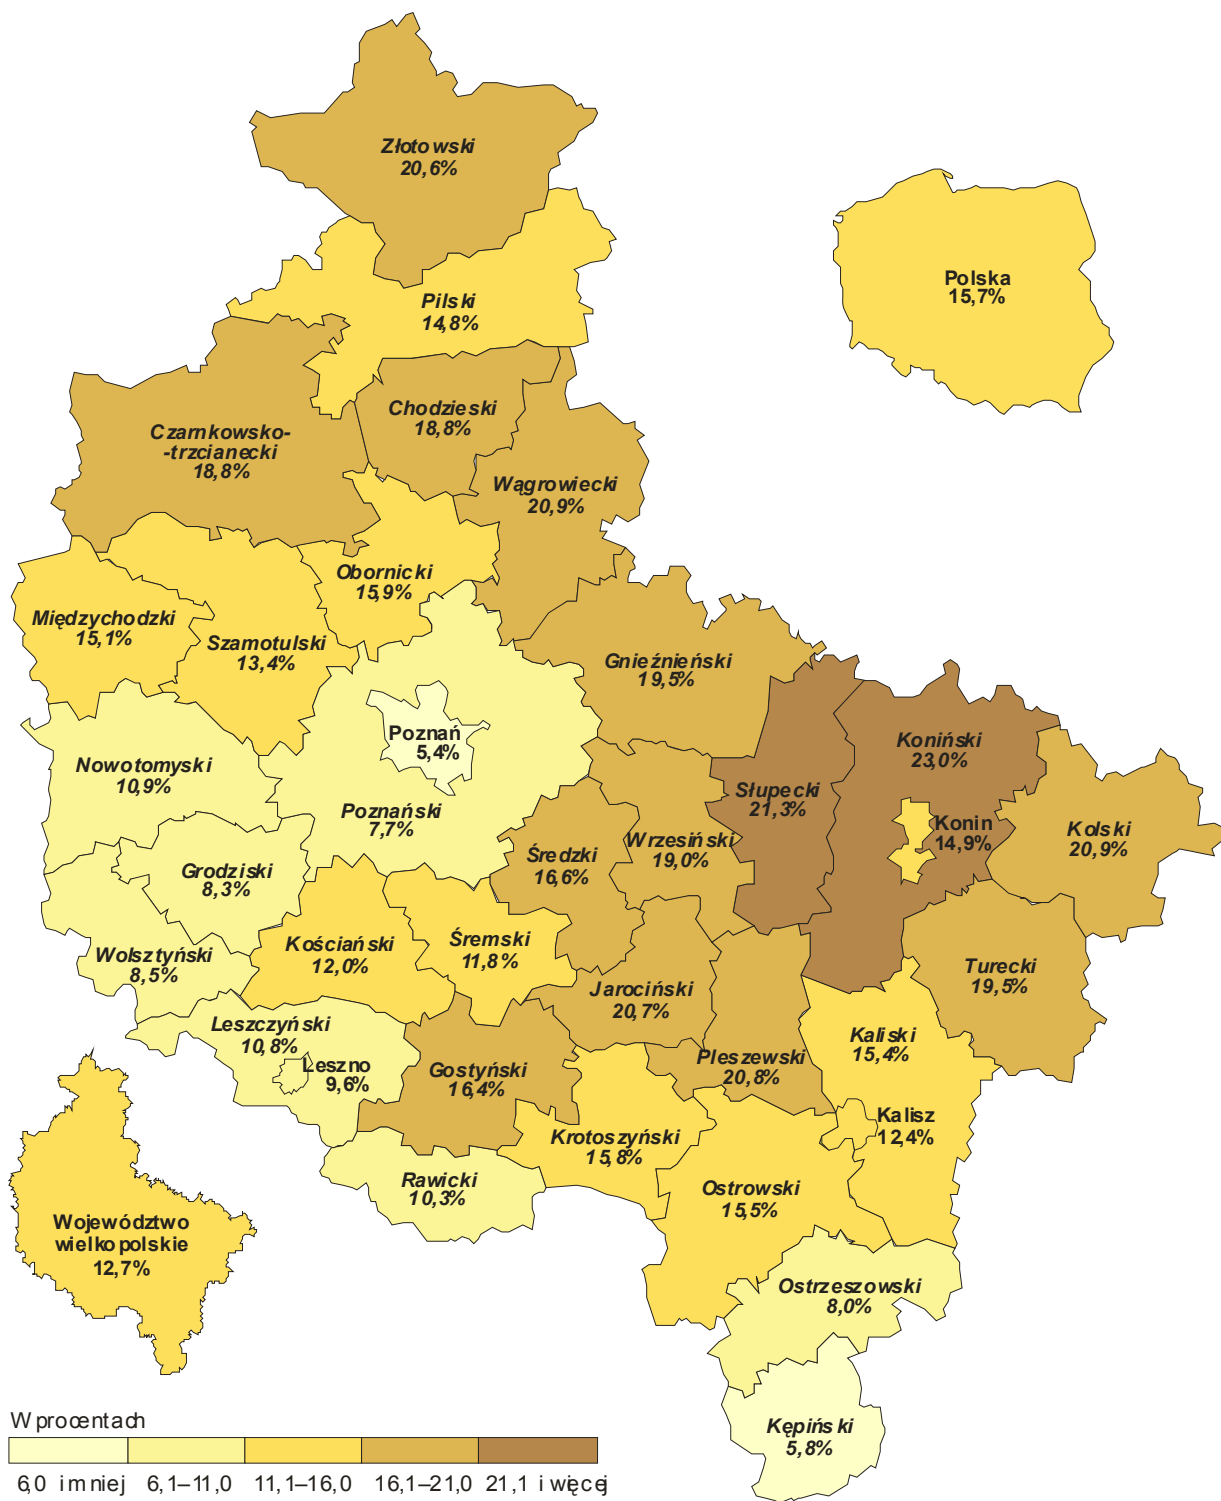 Złotowski
20,6%
Polska
15,7%
Pilski
14,8%
Chodzieski
18,8%
Czarnkowsko-
-trzcianecki
18,8%
Wągrowiecki
20,9%
Obornicki
15,9%
Międzychodzki
15,1%
Szamotulski
13,4%
Gnieźnieński
19,5%
Poznań
5,4%
Koniński
23,0%
Nowotomyski
10,9%
Słupecki
21,3%
Poznański
7,7%
Konin
14,9%
Kolski
20,9%
Wrzesiński
19,0%
Średzki
16,6%
Grodziski
8,3%
Kościański
12,0%
Śremski
11,8%
Wolsztyński
8,5%
Turecki
19,5%
Jarociński
20,7%
Leszczyński
10,8%
Kaliski
15,4%
Leszno
9,6%
Gostyński
16,4%
Pleszewski
20,8%
Kalisz
12,4%
Krotoszyński
15,8%
Rawicki
10,3%
Ostrowski
15,5%
Województwo
wielkopolskie
12,7%
Ostrzeszowski
8,0%
Kępiński
5,8%
W procentach
6,0 i mniej 6,1–11,0 11,1–16,0 16,1–21,0 21,1 i więcej